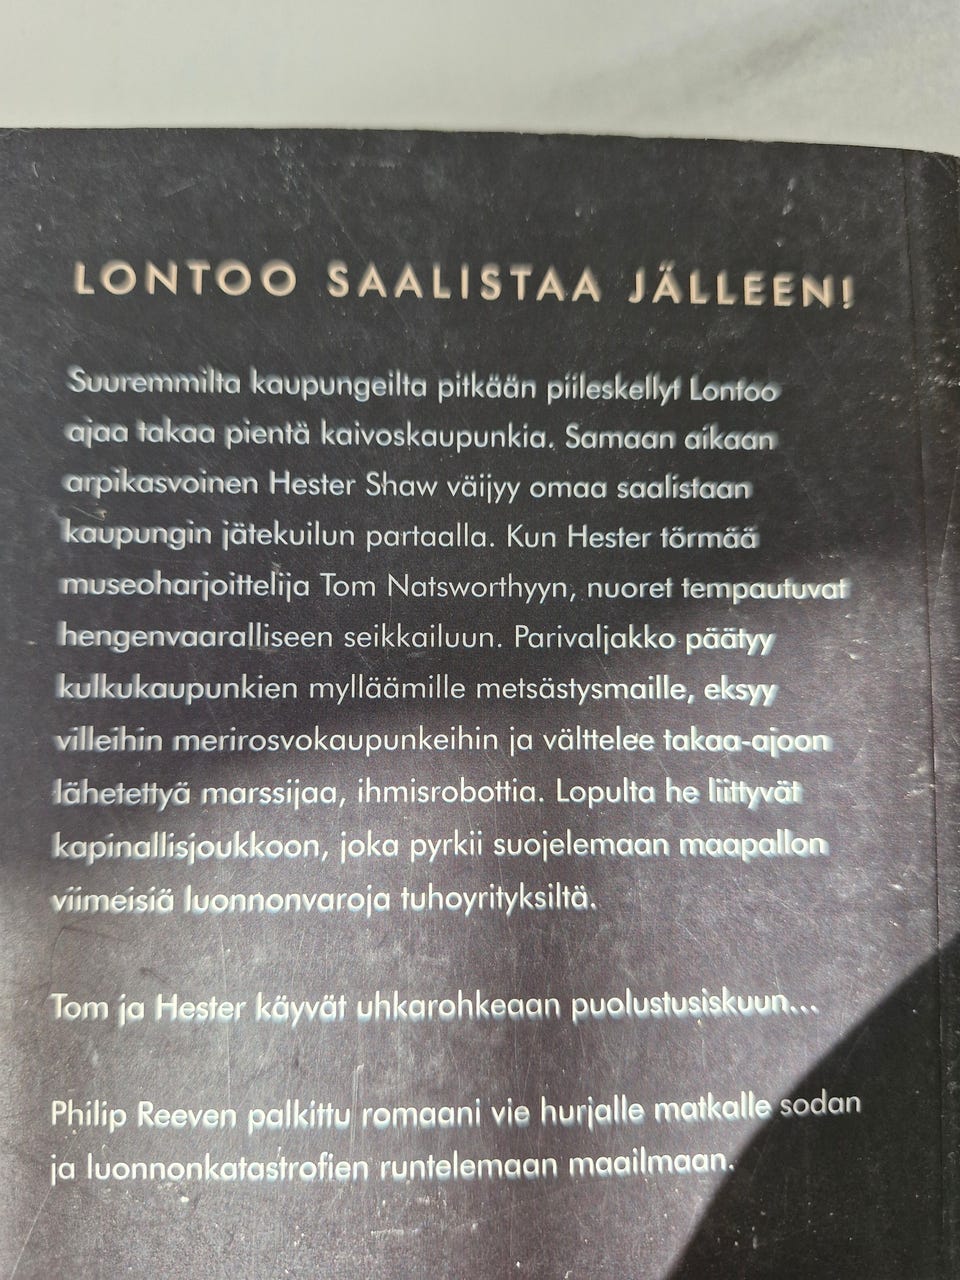 LONTOO SAALISTAA JÄLLEEN!
Suuremmilta kaupungeilta pitkään piileskellyt Lontoo
ajaa takaa pientä kaivoskaupunkia. Samaan aikaan
arpikasvoinen Hester Shaw väijyy omaa saalistaan
kaupungin jätekuilun partaalla. Kun Hester törmää
museoharjoittelija Tom Natsworthyyn, nuoret tempautuvat
hengenvaaralliseen seikkailuun. Parivaljakko päätyy
kulkukaupunkien mylläämille metsästysmaille, eksyy
villeihin merirosvokaupunkeihin ja välttelee takaa-ajoon
lähetettyä marssijaa, ihmisrobottia. Lopulta he liittyvät
kapinallisjoukkoon, joka pyrkii suojelemaan maapallon
viimeisiä luonnonvaroja tuhoyrityksiltä.
Tom ja Hester käyvät uhkarohkeaan puolustusiskuun...
Philip Reeven palkittu romaani vie hurjalle matkalle sodan
ja luonnonkatastrofien runtelemaan maailmaan.